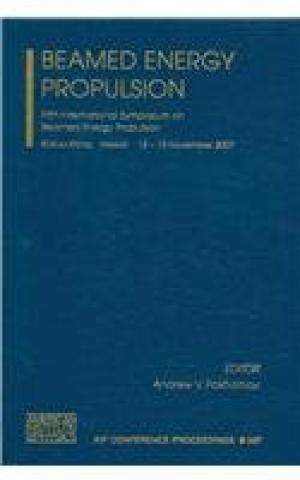 BEAMED ENERGY
PROPULSION
Fifth International Symposium on
Beamed Energy Propulsion
Kailua-Kona, Hawaii 12 – 15 November 2007
EDITOR
Andrew V. Pakhomov
AIP CONFERENCE PROCEEDINGS